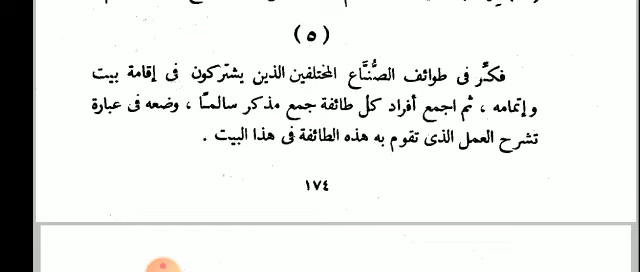 (٥)
فكِّر فى طوائف الصُّنَّاع المختلفين الذين يشتركون فى إقامة بيت
وإتمامه ، ثم اجمع أفراد كلّ طائفة جمع مذكر سالمـًا ، وضعه فى عبارة
تشرح العمل الذى تقوم به هذه الطائفة فى هذا البيت .
١٧٤